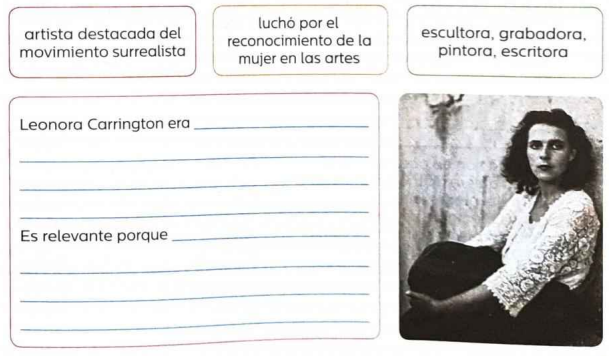 artista destacada del
movimiento surrealista
luchó por el
reconocimiento de la
mujer en las artes
escultora, grabadora,
pintora, escritora
Leonora Carrington era
Es relevante porque